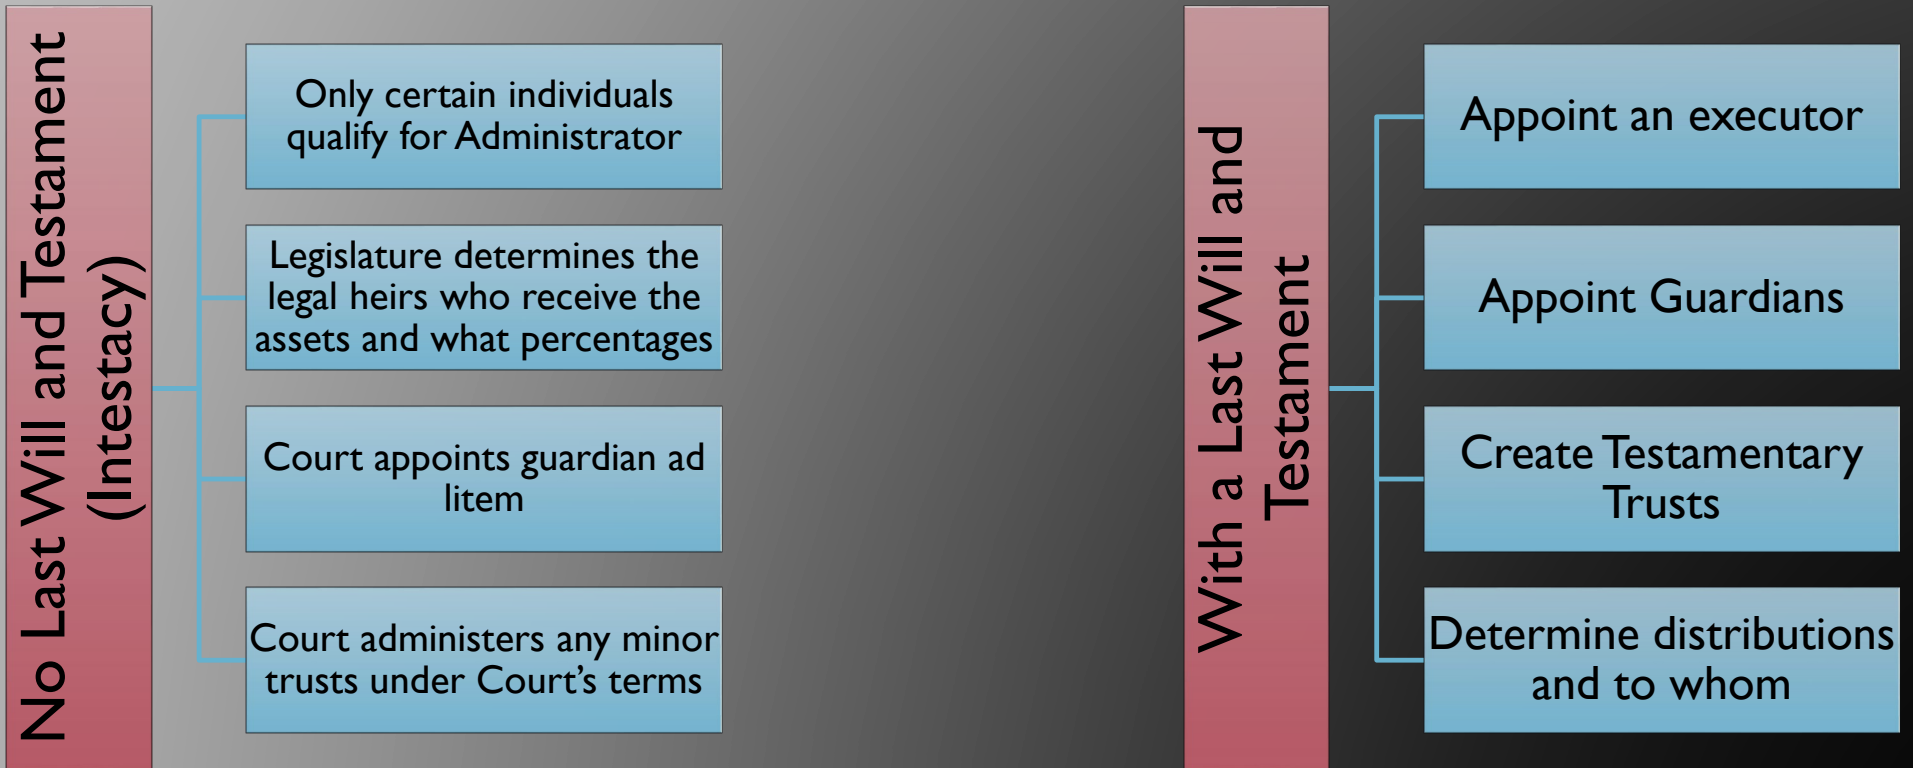 No Last Will and Testament
(Intestacy)
Only certain individuals
qualify for Administrator
Legislature determines the
legal heirs who receive the
assets and what percentages
Court appoints guardian ad
litem
Court administers any minor
trusts under Court’s terms
With a Last Will and
Testament
Appoint an executor
Appoint Guardians
Create Testamentary
Trusts
Determine distributions
and to whom